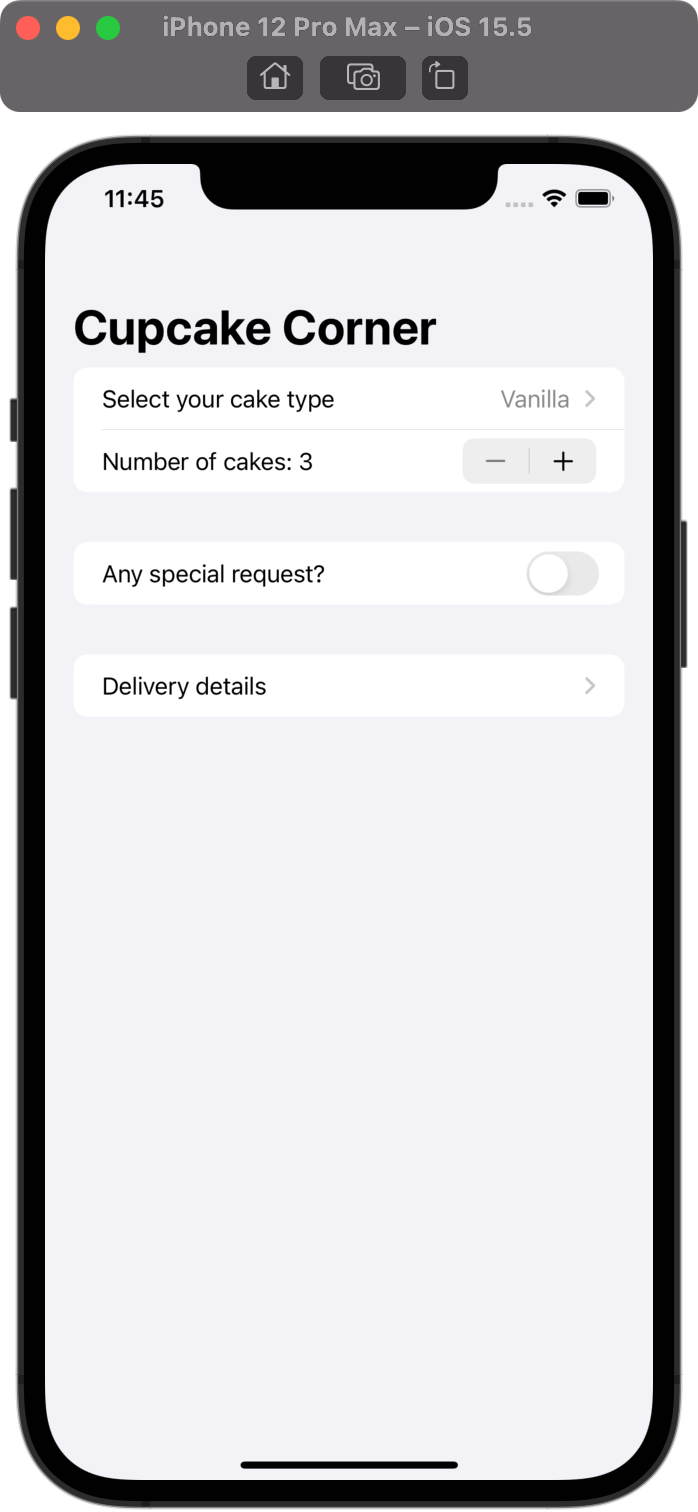 iPhone 12 Pro Max – iOS 15.5
11:45
Cupcake Corner
Select your cake type Vanilla
Number of cakes: 3
Any special request?
Delivery details